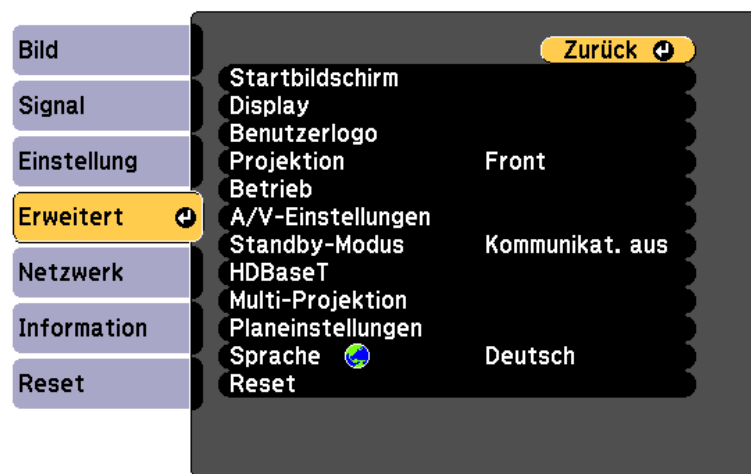 Bild
Signal
Einstellung
Erweitert
Netzwerk
Information
Reset
Zurück
Startbildschirm
Display
Benutzerlogo
Projektion Front
Betrieb
A/V-Einstellungen
Standby-Modus Kommunikat. aus
HDBaseT
Multi-Projektion
Planeinstellungen
Sprache Deutsch
Reset